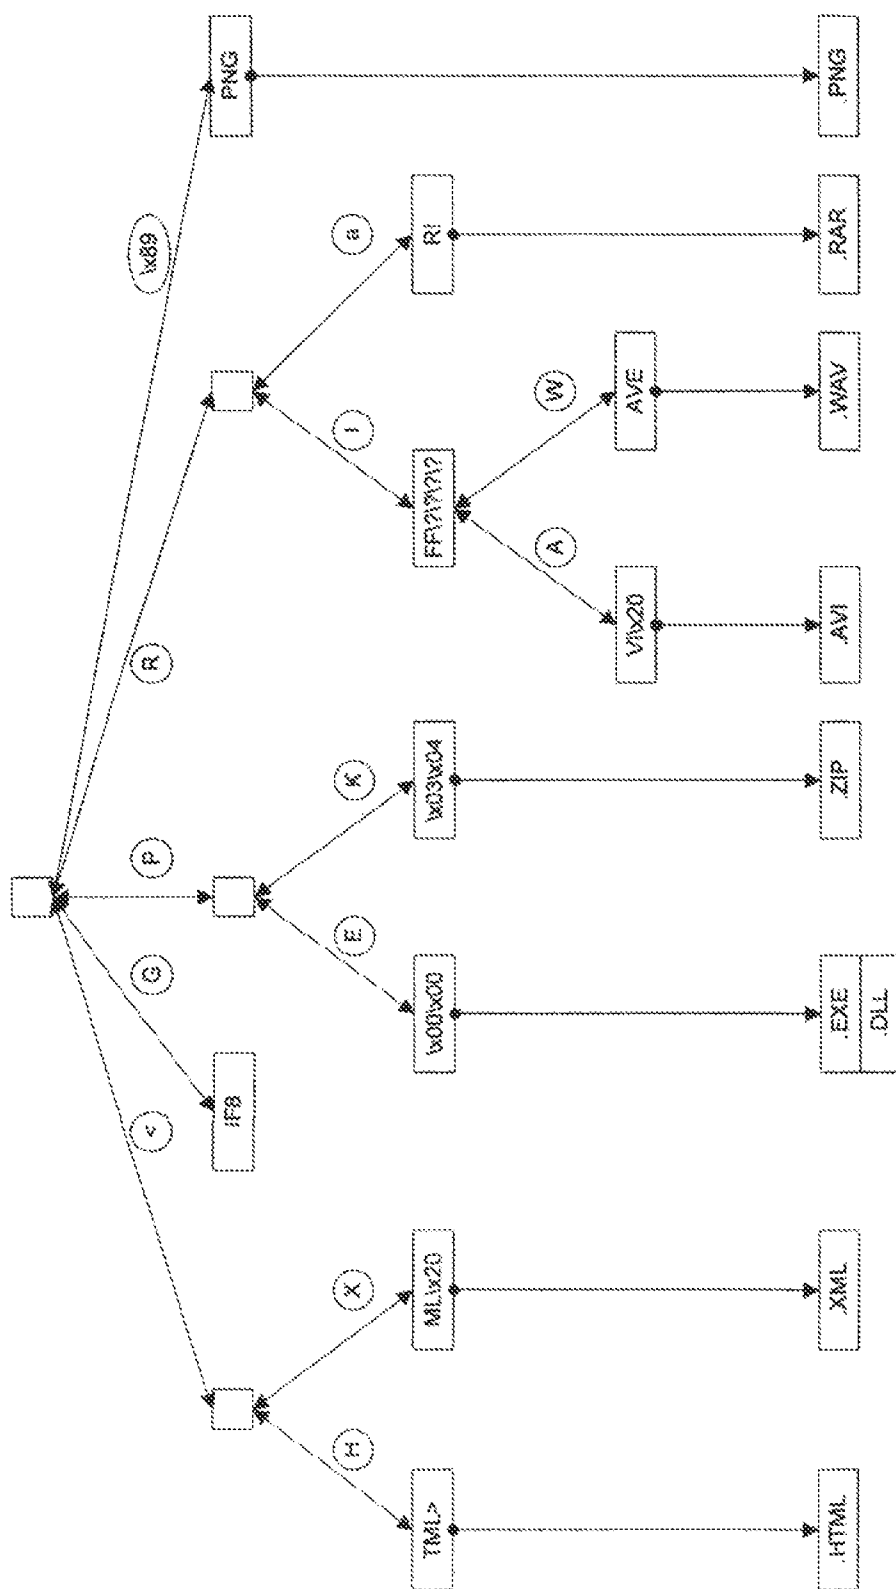 <
G
P
R
\x89
IF8
PNG
H
X
E
K
I
a
TML>
ML\x20
\x00\x00
\x03\x04
FF\?\?\?\?
R!
A
W
VI\x20
AVE
.HTML
.XML
.EXE
.ZIP
.AVI
.WAV
.RAR
.PNG
.DLL